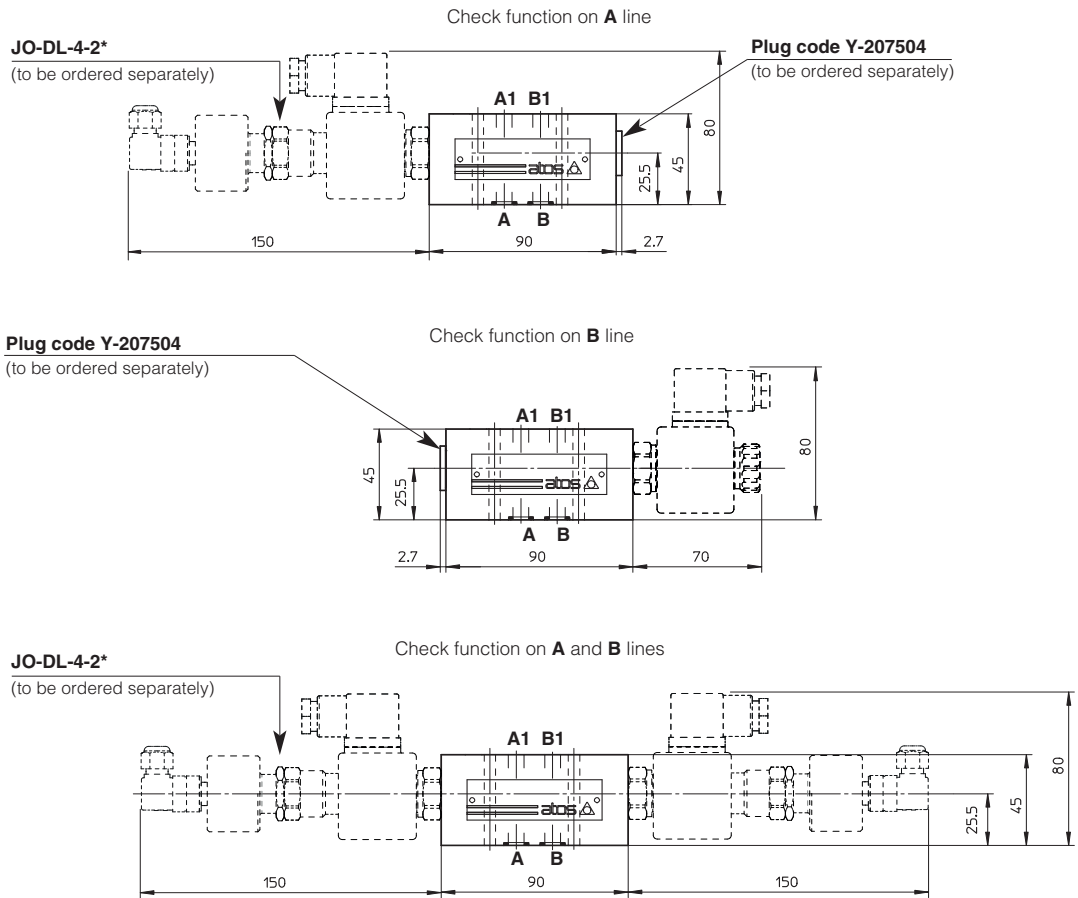 Check function on A line
JO-DL-4-2*
(to be ordered separately)
Plug code Y-207504
(to be ordered separately)
A1 B1
80
45
25.5
atos
A B
150
90
2.7
Check function on B line
Plug code Y-207504
(to be ordered separately)
A1 B1
80
45
25.5
atos
A B
2.7
90
70
Check function on A and B lines
JO-DL-4-2*
(to be ordered separately)
A1 B1
80
45
25.5
atos
A B
150
90
150